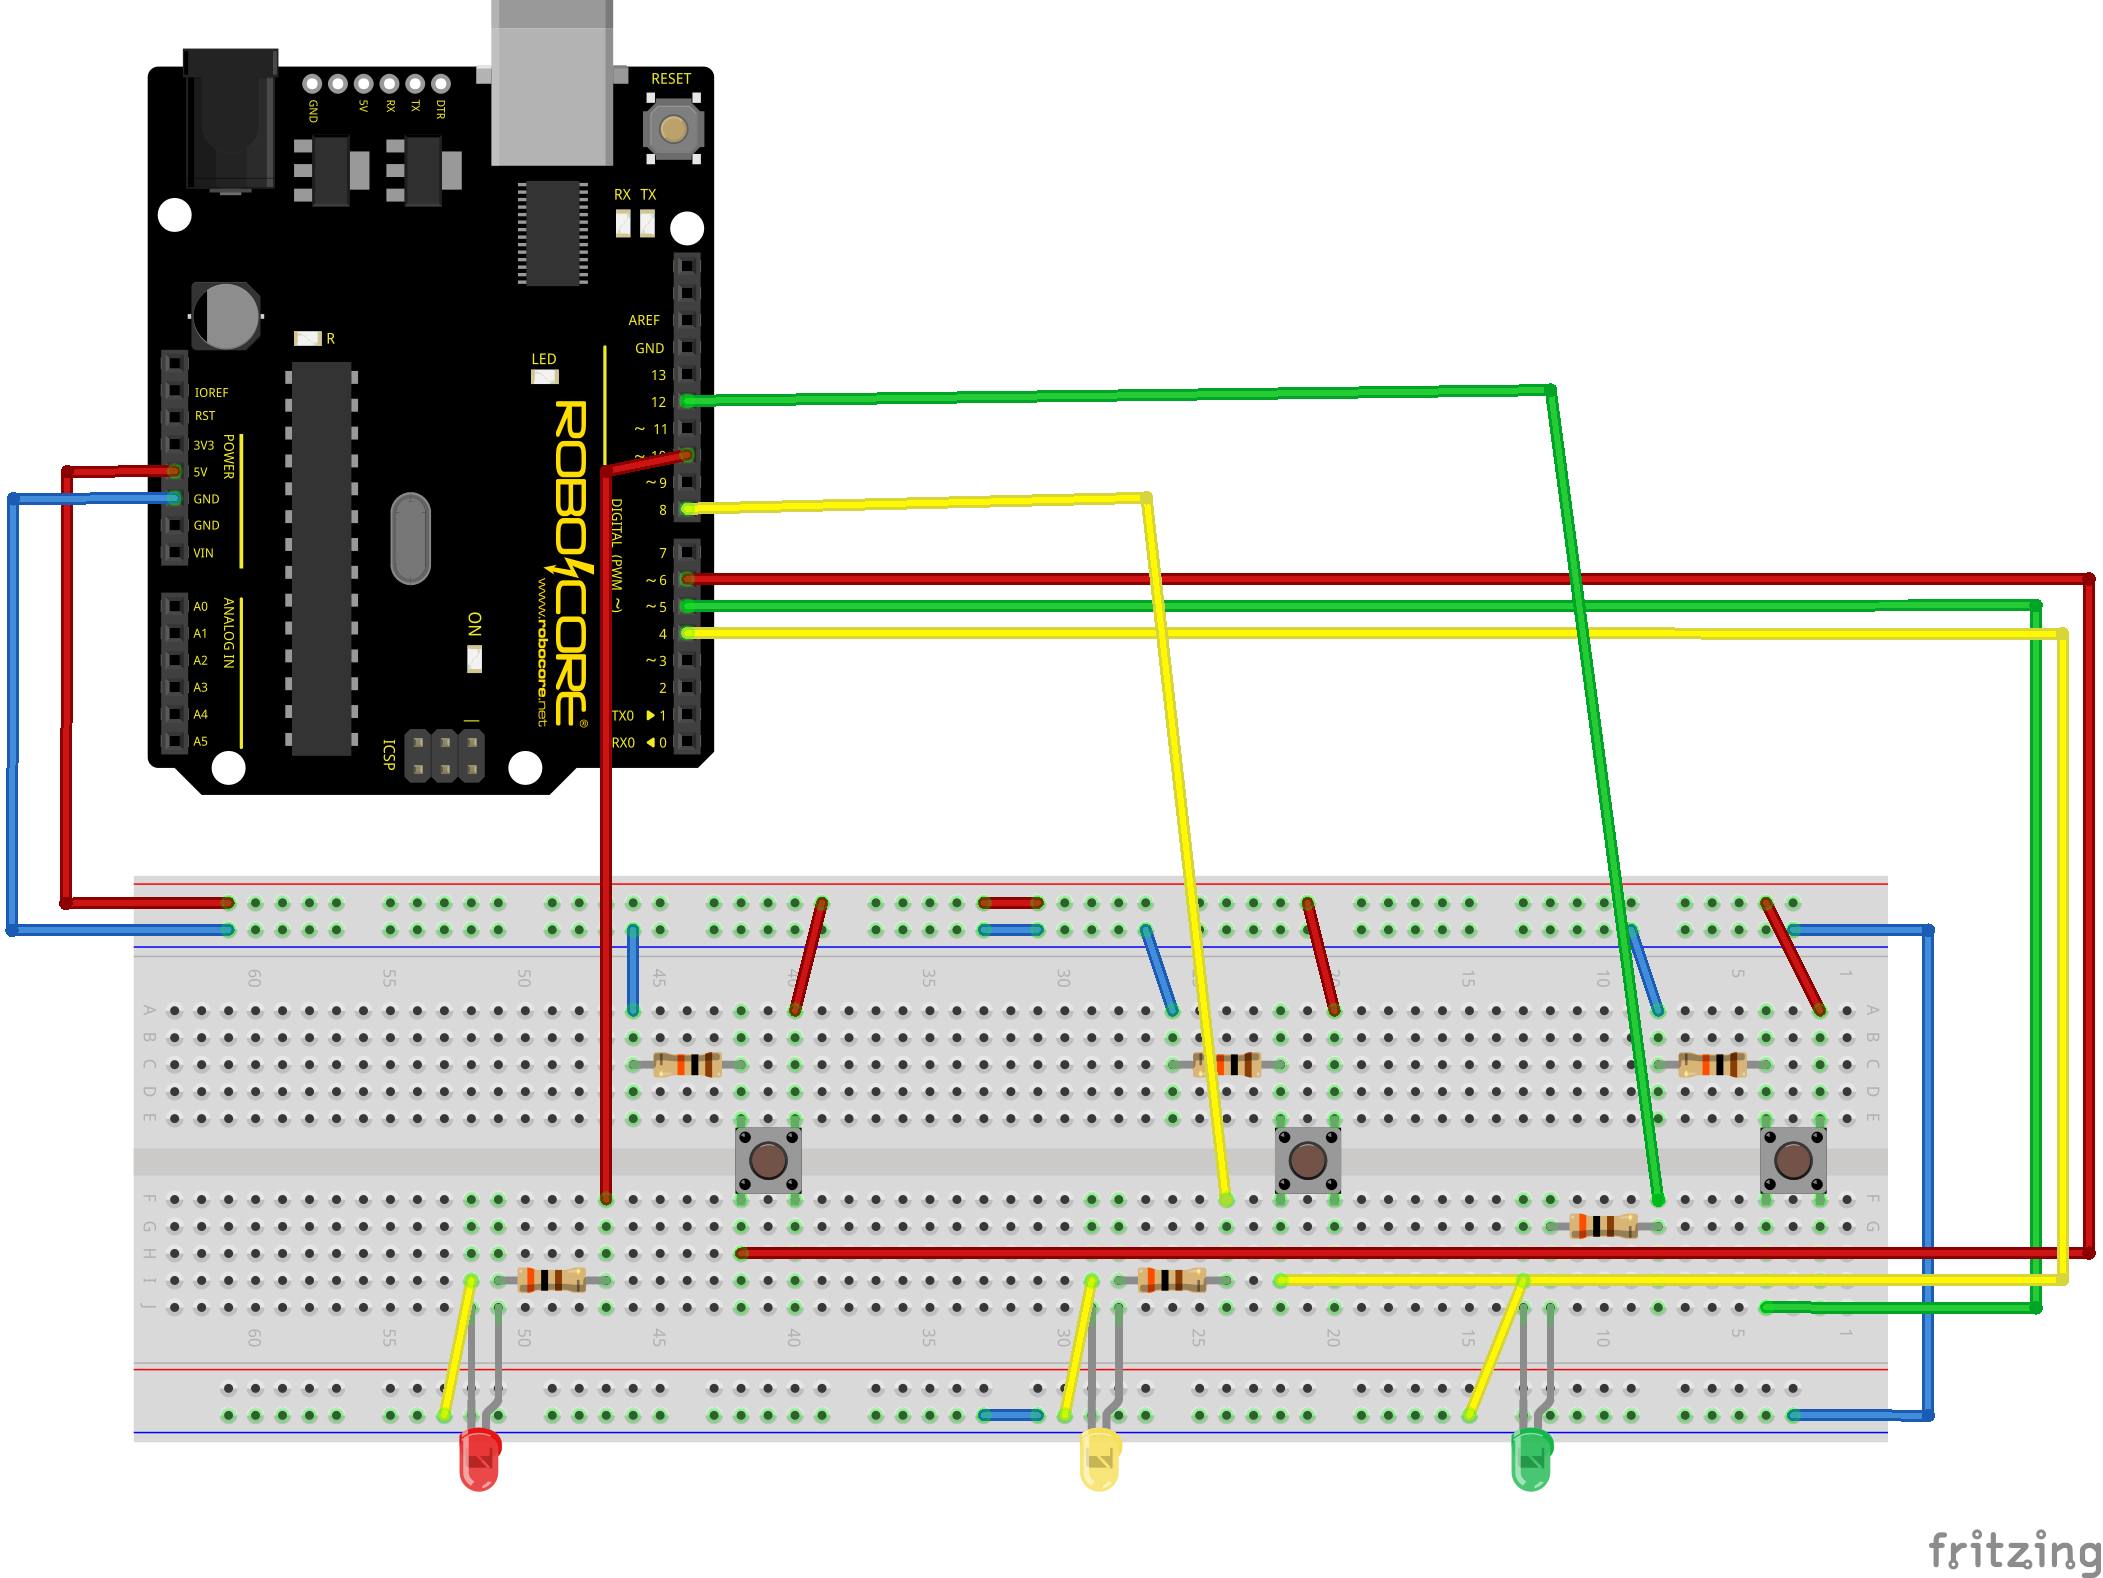 RESET
GND 5V RX TX DTR
RX TX
AREF
GND
R
LED
13
12
~ 11
IOREF
RST
3V3
5V
GND
GND
VIN
POWER
~ 10
~ 9
8
ROBOCORE®
www.robocore.net
DIGITAL (PWM ~)
7
~ 6
~ 5
4
~ 3
2
TX0 ▶ 1
RX0 ◀ 0
A0
A1
A2
A3
A4
A5
ANALOG IN
ON
ICSP
60 55 50 45 40 35 30 25 20 15 10 5 1
A A
B B
C C
D D
E E
F F
G G
H
I
J
60 55 50 45 40 35 30 25 20 15 10 5 1
fritzing